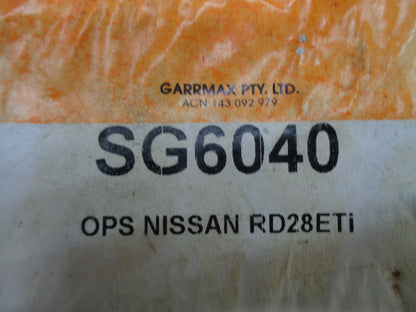 GARRMAX PTY. LTD.
ACN 143 092 979
SG6040
OPS NISSAN RD28ETi